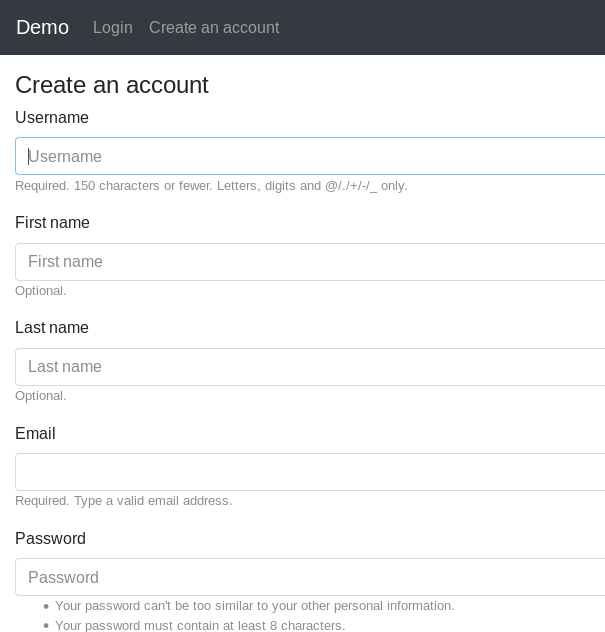 Demo Login Create an account
Create an account
Username
Username
Required. 150 characters or fewer. Letters, digits and @/./+/-/_ only.
First name
First name
Optional.
Last name
Last name
Optional.
Email
Required. Type a valid email address.
Password
Password
• Your password can't be too similar to your other personal information.
• Your password must contain at least 8 characters.